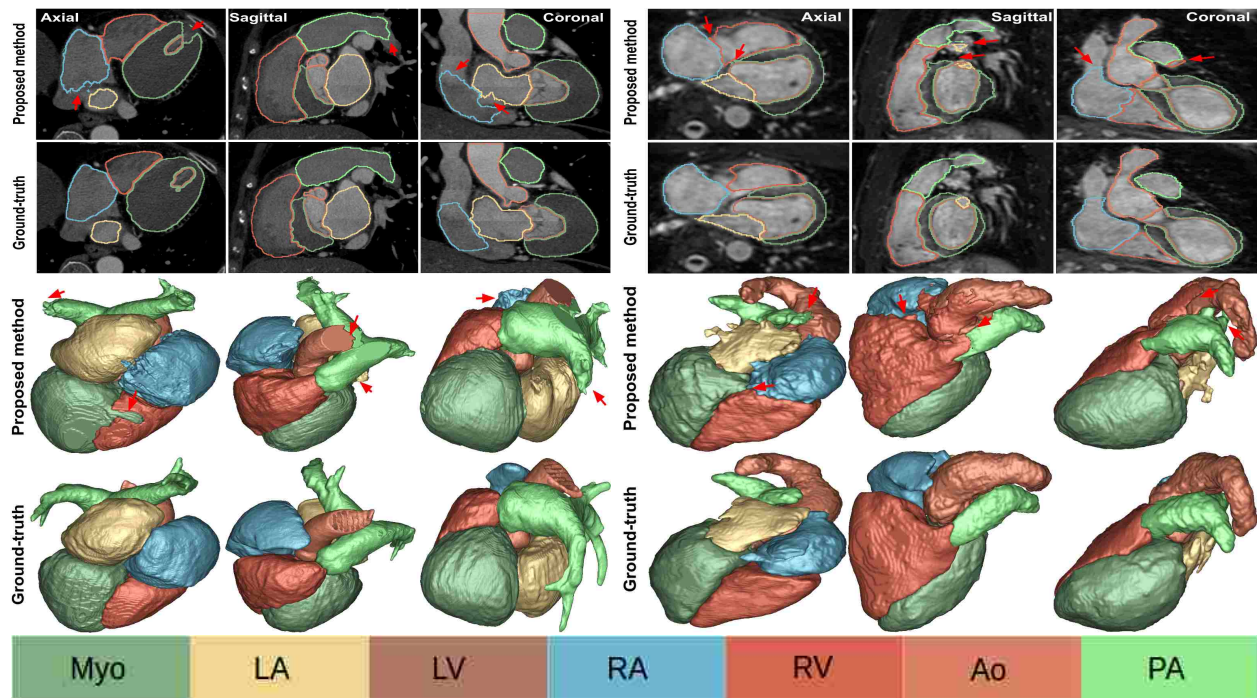 Axial Sagittal Coronal Axial Sagittal Coronal
Proposed method
Proposed method
Ground-truth
Ground-truth
Proposed method
Proposed method
Ground-truth
Ground-truth
Myo LA LV RA RV Ao PA